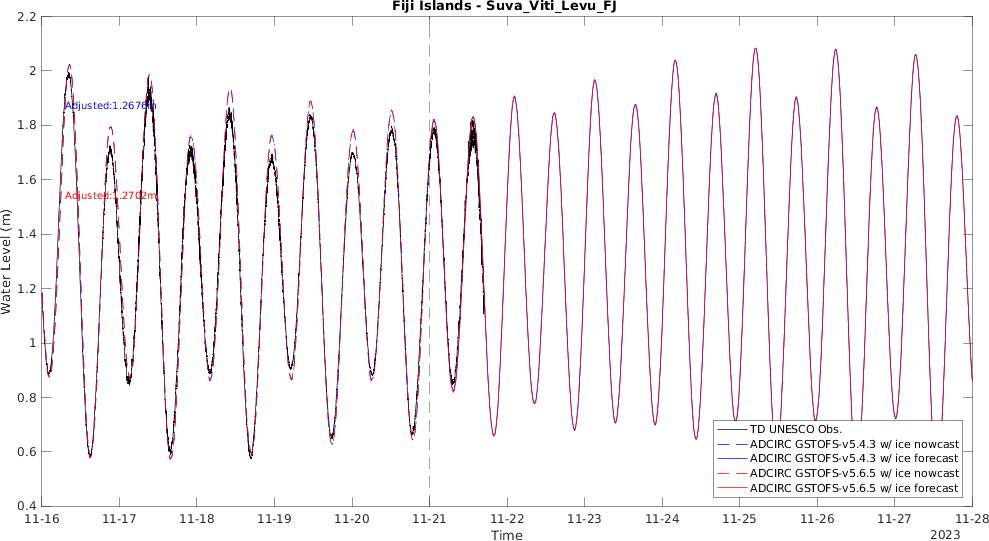 Fiji Islands - Suva_Viti_Levu_FJ
2.2
2
1.8
1.6
1.4
1.2
1
0.8
0.6
0.4
Water Level (m)
Adjusted:1.2676m
Adjusted:1.2702m
TD UNESCO Obs.
ADCIRC GSTOFS-v5.4.3 w/ ice nowcast
ADCIRC GSTOFS-v5.4.3 w/ ice forecast
ADCIRC GSTOFS-v5.6.5 w/ ice nowcast
ADCIRC GSTOFS-v5.6.5 w/ ice forecast
11-16 11-17 11-18 11-19 11-20 11-21 11-22 11-23 11-24 11-25 11-26 11-27 11-28
Time
2023